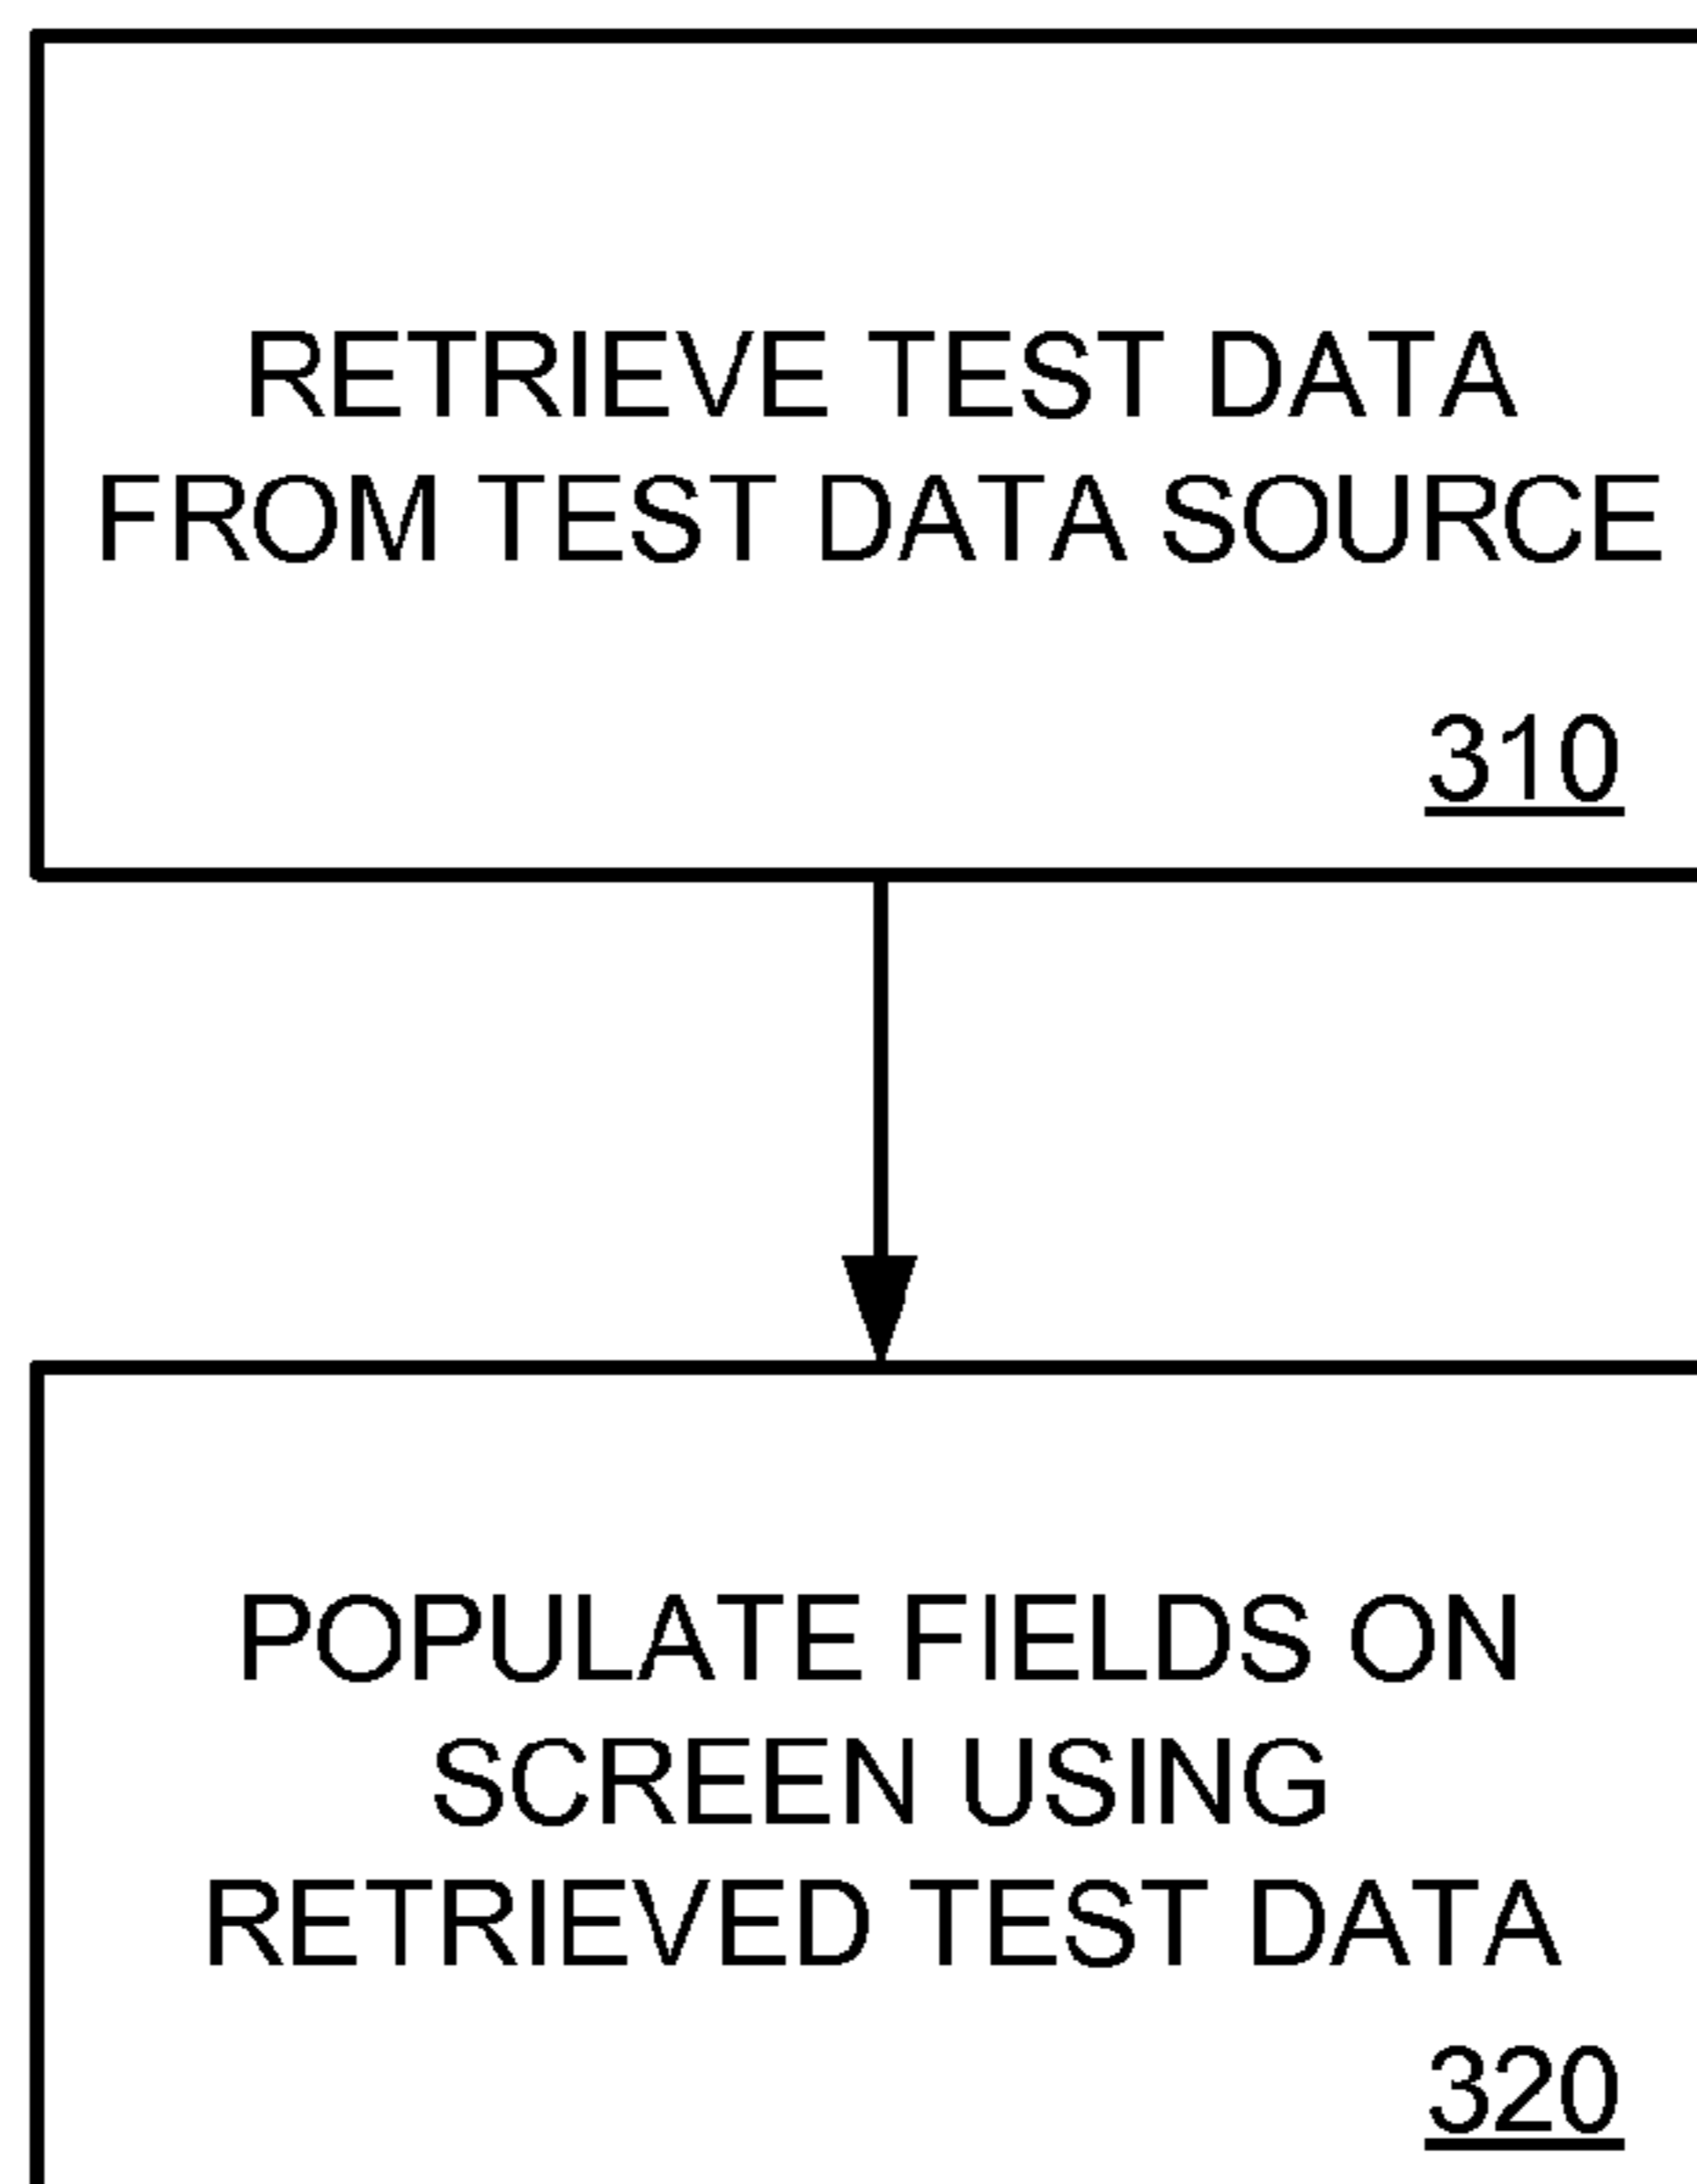 RETRIEVE TEST DATA
FROM TEST DATA SOURCE
310
POPULATE FIELDS ON
SCREEN USING
RETRIEVED TEST DATA
320